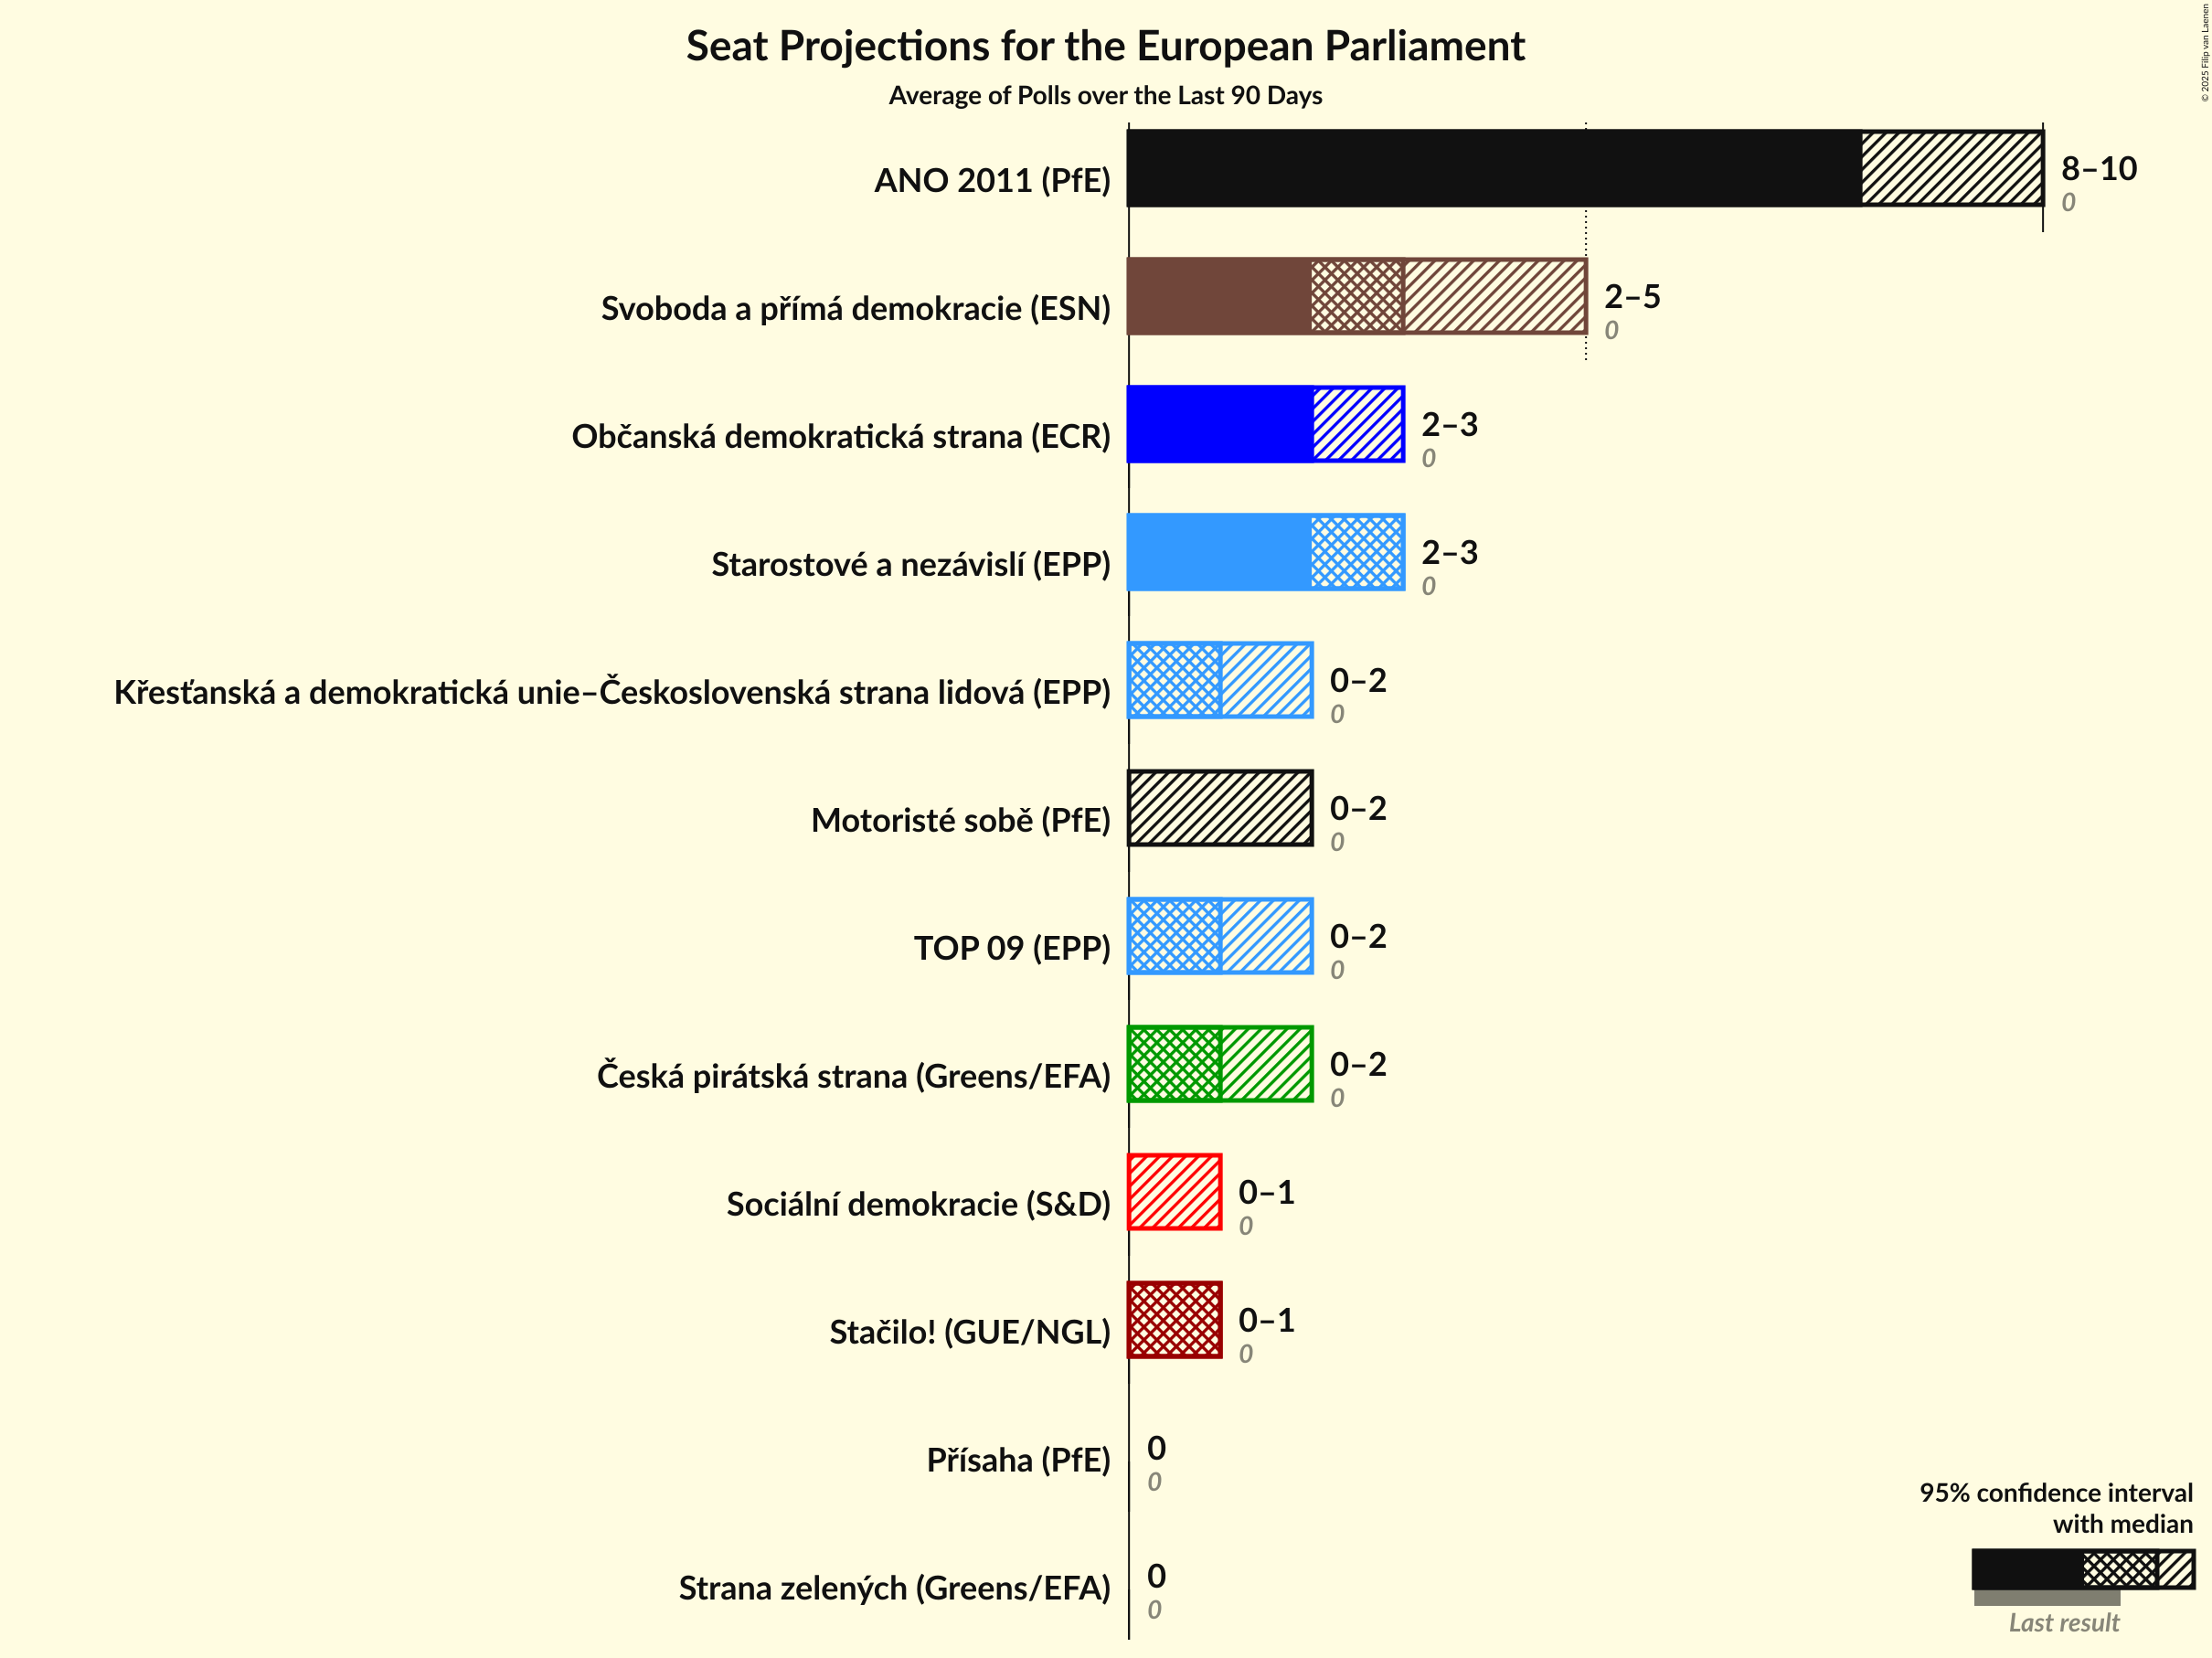 Seat Projections for the European Parliament
Average of Polls over the Last 90 Days
© 2025 Filip van Laenen
ANO 2011 (PfE)
8–10
0
Svoboda a přímá demokracie (ESN)
2–5
0
Občanská demokratická strana (ECR)
2–3
0
Starostové a nezávislí (EPP)
2–3
0
Křesťanská a demokratická unie–Československá strana lidová (EPP)
0–2
0
Motoristé sobě (PfE)
0–2
0
TOP 09 (EPP)
0–2
0
Česká pirátská strana (Greens/EFA)
0–2
0
Sociální demokracie (S&D)
0–1
0
Stačilo! (GUE/NGL)
0–1
0
Přísaha (PfE)
0
0
Strana zelených (Greens/EFA)
0
0
95% confidence interval
with median
Last result